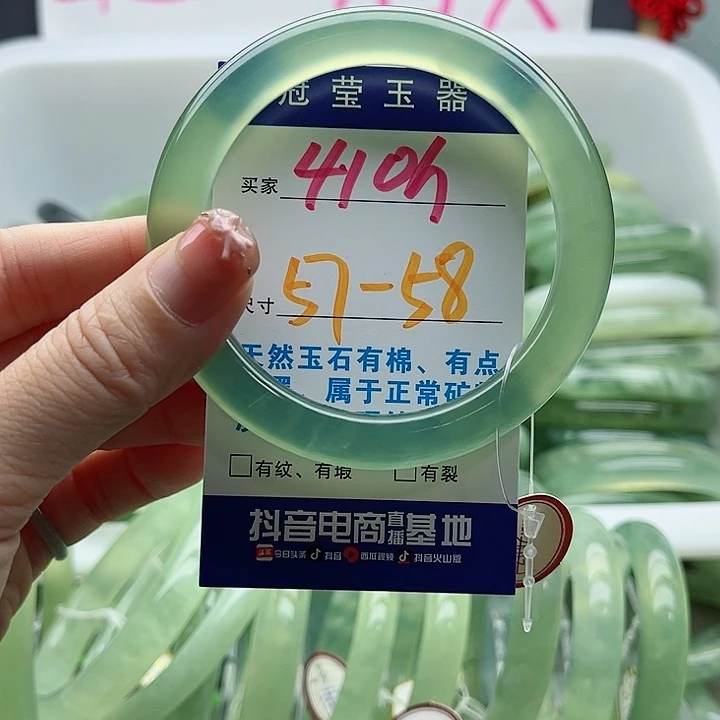 冠莹玉器
买家 410h
尺寸 57-58
天然玉石有棉、有点
属于正常矿
□有纹、有瑕 □有裂
抖音电商直播基地
今日头条 抖音 西瓜视频 抖音火山版